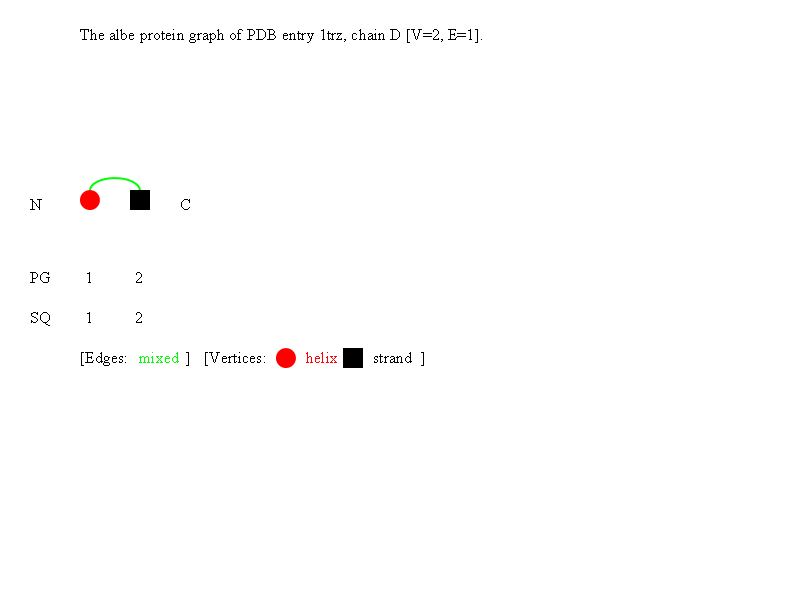 The albe protein graph of PDB entry 1trz, chain D [V=2, E=1].
N C
PG 1 2
SQ 1 2
[Edges: mixed ] [Vertices: helix strand ]